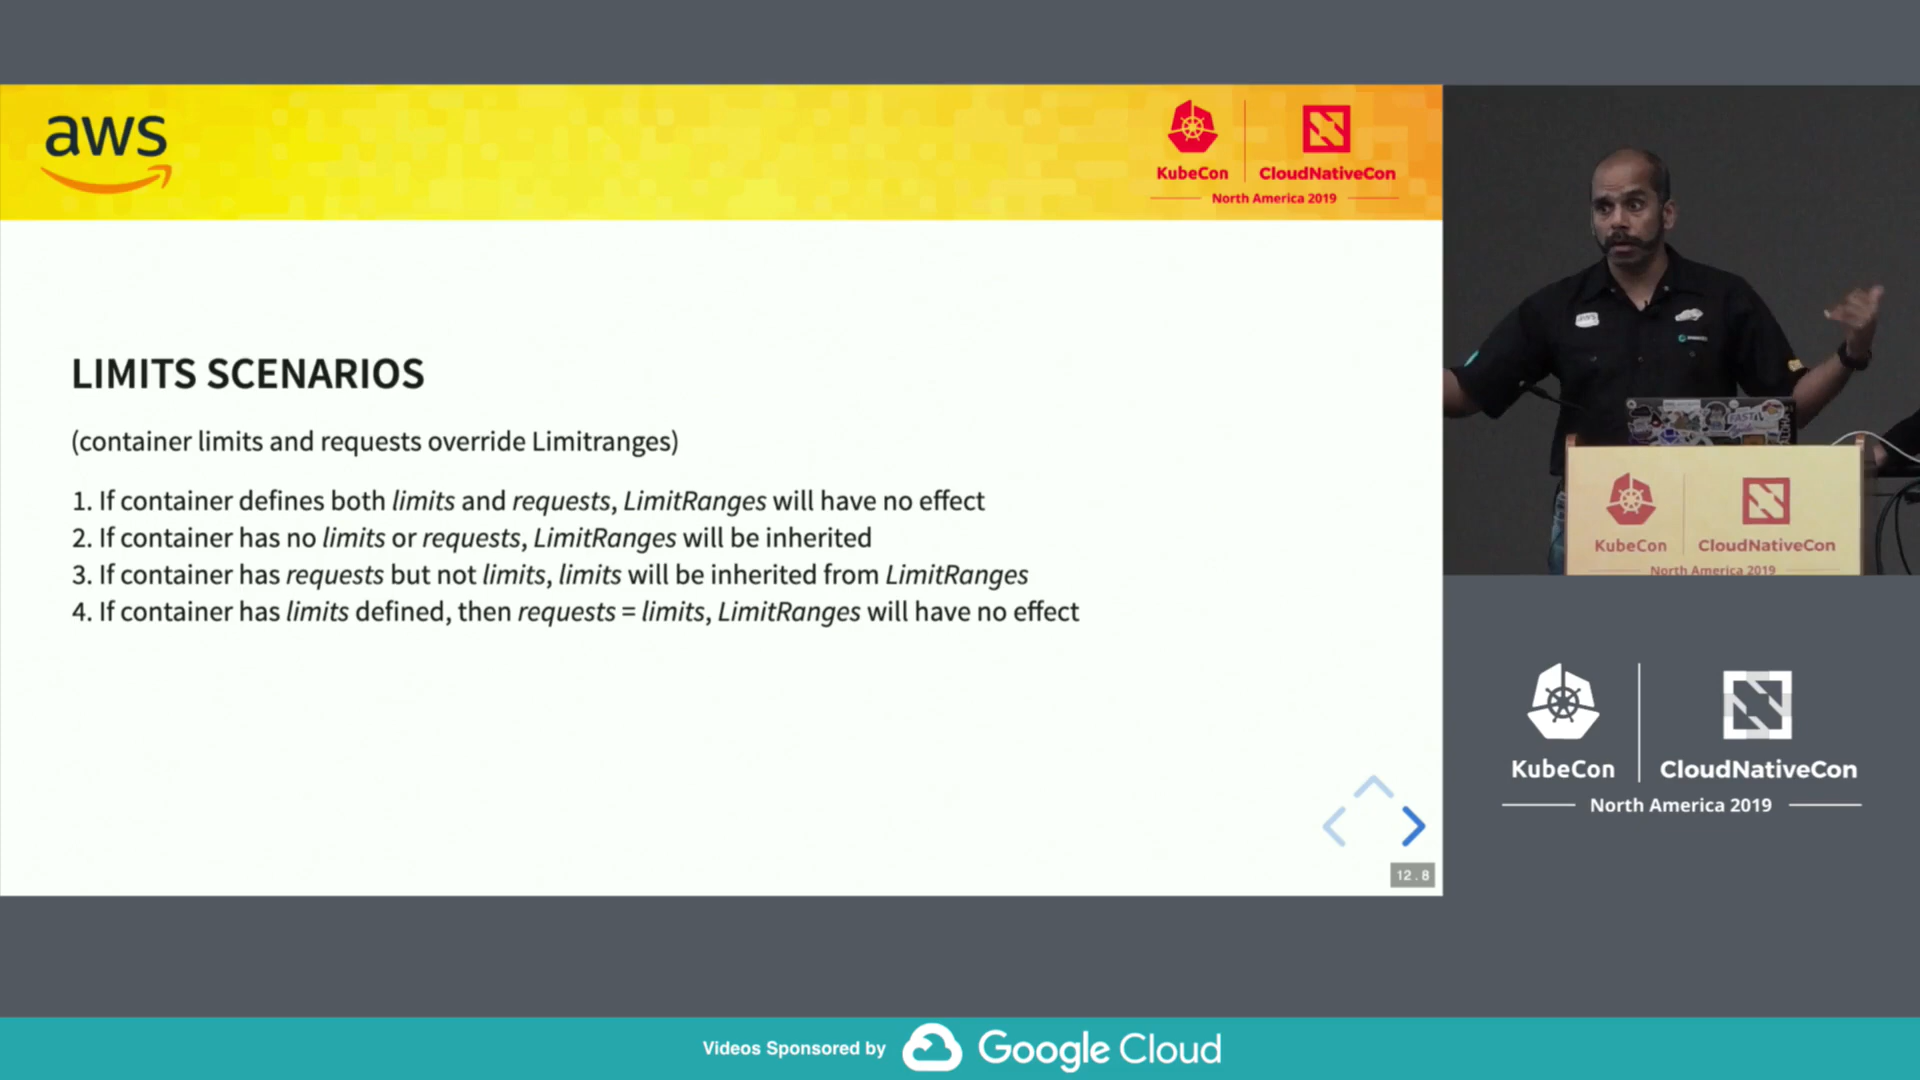 aws
KubeCon
CloudNativeCon
North America 2019
LIMITS SCENARIOS
(container limits and requests override Limitranges)
1. If container defines both limits and requests, LimitRanges will have no effect
2. If container has no limits or requests, LimitRanges will be inherited
3. If container has requests but not limits, limits will be inherited from LimitRanges
4. If container has limits defined, then requests = limits, LimitRanges will have no effect
12.8
aws
FAST
KubeCon
CloudNativeCon
North America 2019
KubeCon
CloudNativeCon
North America 2019
Videos Sponsored by
Google Cloud